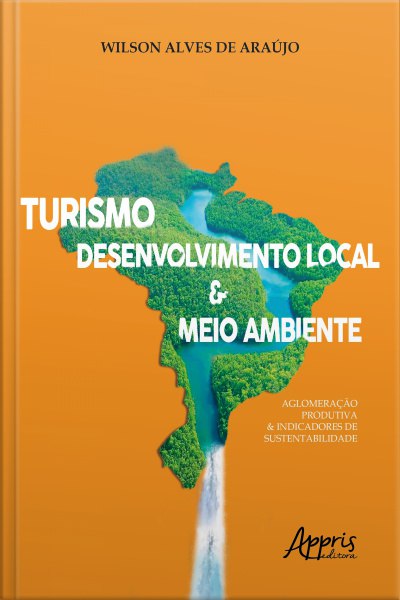 WILSON ALVES DE ARAÚJO
TURISMO
DESENVOLVIMENTO LOCAL
&
MEIO AMBIENTE
AGLOMERAÇÃO
PRODUTIVA
& INDICADORES DE
SUSTENTABILIDADE
Appris
editora